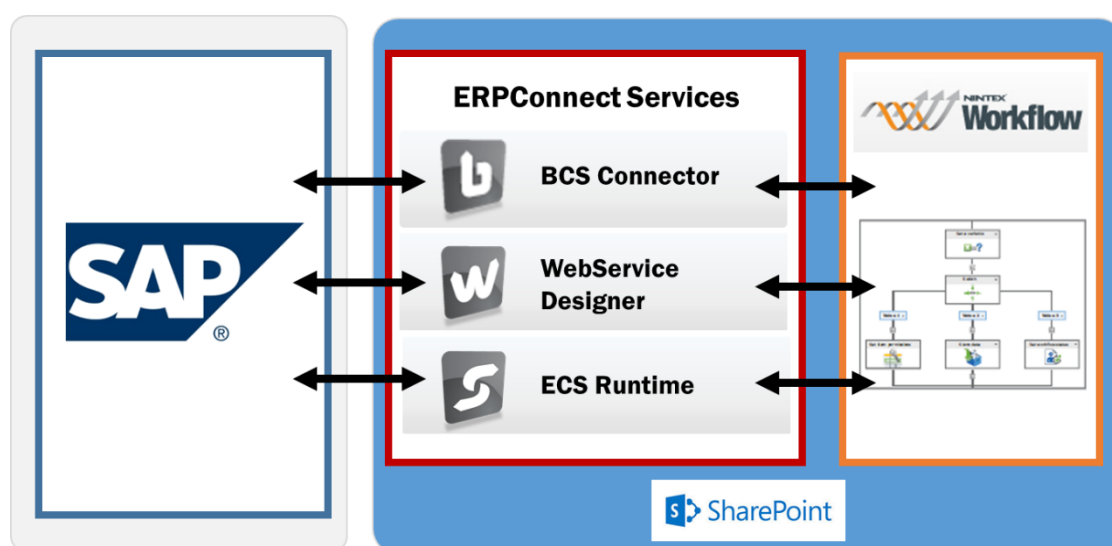 ERPConnect Services
BCS Connector
WebService
Designer
ECS Runtime
SAP
®
NINTEX
Workflow
SharePoint